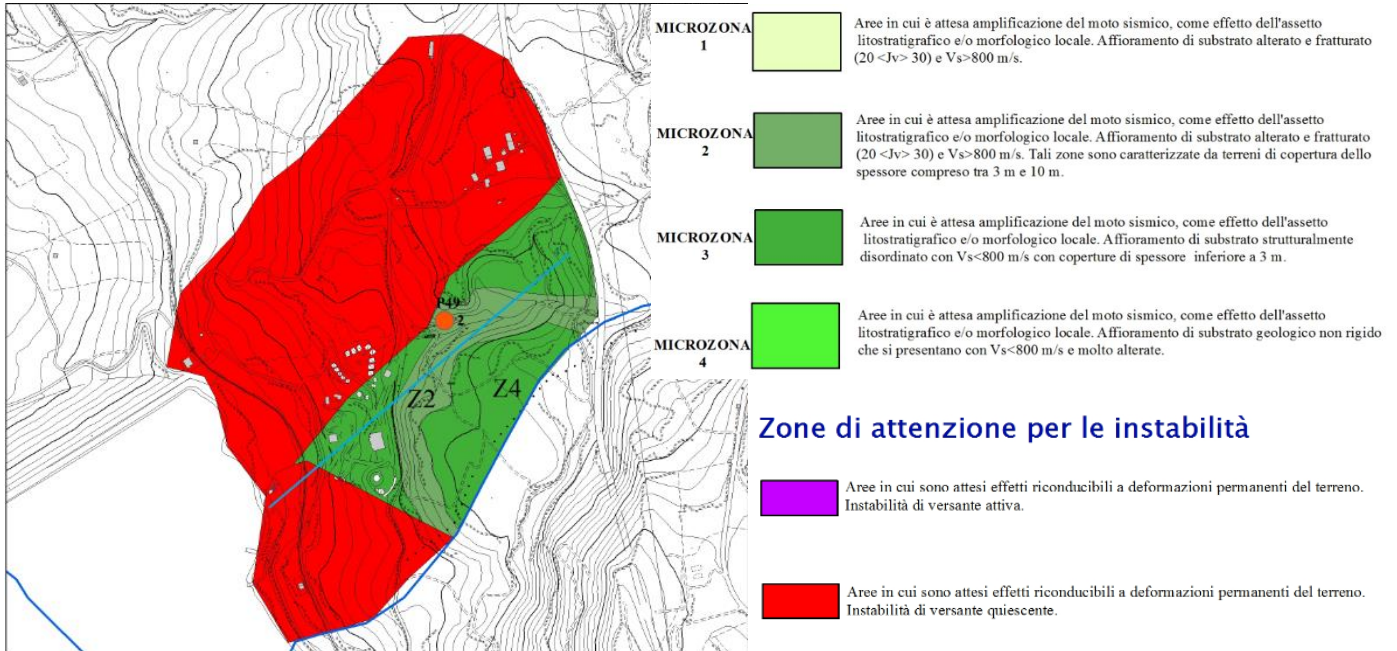 MICROZONA
1
Aree in cui è attesa amplificazione del moto sismico, come effetto dell'assetto
litostratigrafico e/o morfologico locale. Affioramento di substrato alterato e fratturato
(20 <Jv> 30) e Vs>800 m/s.
MICROZONA
2
Aree in cui è attesa amplificazione del moto sismico, come effetto dell'assetto
litostratigrafico e/o morfologico locale. Affioramento di substrato alterato e fratturato
(20 <Jv> 30) e Vs>800 m/s. Tali zone sono caratterizzate da terreni di copertura dello
spessore compreso tra 3 m e 10 m.
MICROZONA
3
Aree in cui è attesa amplificazione del moto sismico, come effetto dell'assetto
litostratigrafico e/o morfologico locale. Affioramento di substrato strutturalmente
disordinato con Vs<800 m/s con coperture di spessore inferiore a 3 m.
MICROZONA
4
Aree in cui è attesa amplificazione del moto sismico, come effetto dell'assetto
litostratigrafico e/o morfologico locale. Affioramento di substrato geologico non rigido
che si presentano con Vs<800 m/s e molto alterate.
Zone di attenzione per le instabilità
Aree in cui sono attesi effetti riconducibili a deformazioni permanenti del terreno.
Instabilità di versante attiva.
Aree in cui sono attesi effetti riconducibili a deformazioni permanenti del terreno.
Instabilità di versante quiescente.
P49
2
Z2
Z4